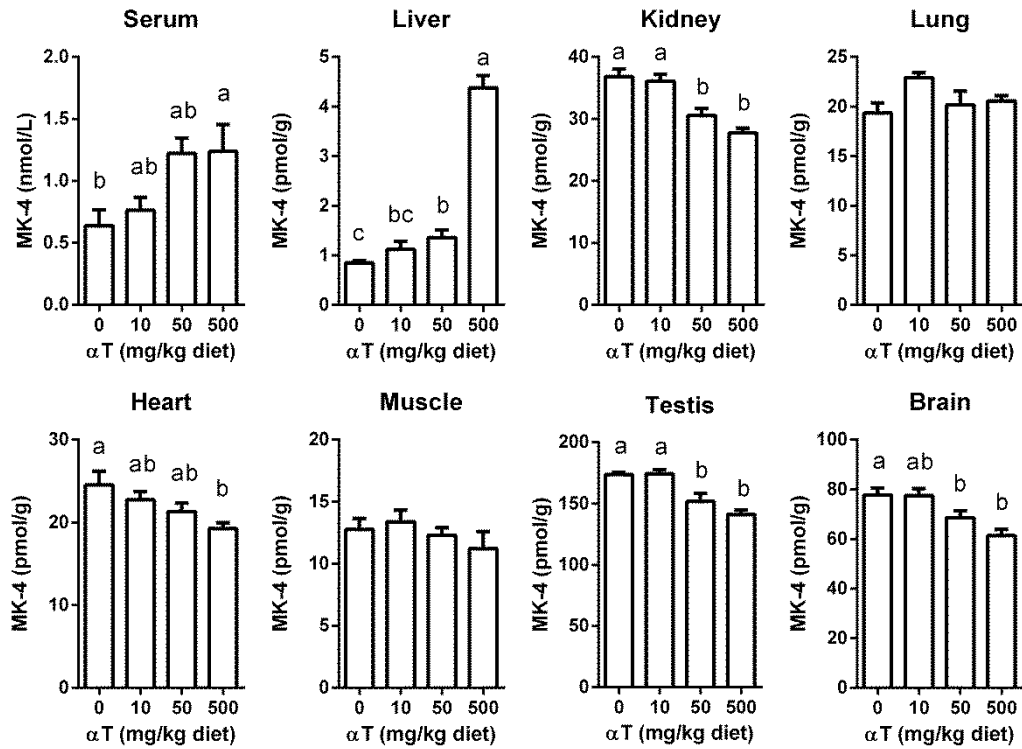 Serum
MK-4 (nmol/L)
2.0
1.5
1.0
0.5
0.0
b
ab
ab
a
0 10 50 500
αT (mg/kg diet)
Liver
MK-4 (pmol/g)
5
4
3
2
1
0
c
bc
b
a
0 10 50 500
αT (mg/kg diet)
Kidney
MK-4 (pmol/g)
40
30
20
10
0
a a
b b
0 10 50 500
αT (mg/kg diet)
Lung
MK-4 (pmol/g)
25
20
15
10
5
0
0 10 50 500
αT (mg/kg diet)
Heart
MK-4 (pmol/g)
30
20
10
0
a
ab
ab
b
0 10 50 500
αT (mg/kg diet)
Muscle
MK-4 (pmol/g)
20
15
10
5
0
0 10 50 500
αT (mg/kg diet)
Testis
MK-4 (pmol/g)
200
150
100
50
0
a a
b b
0 10 50 500
αT (mg/kg diet)
Brain
MK-4 (pmol/g)
80
60
40
20
0
100
a ab
b
b
0 10 50 500
αT (mg/kg diet)